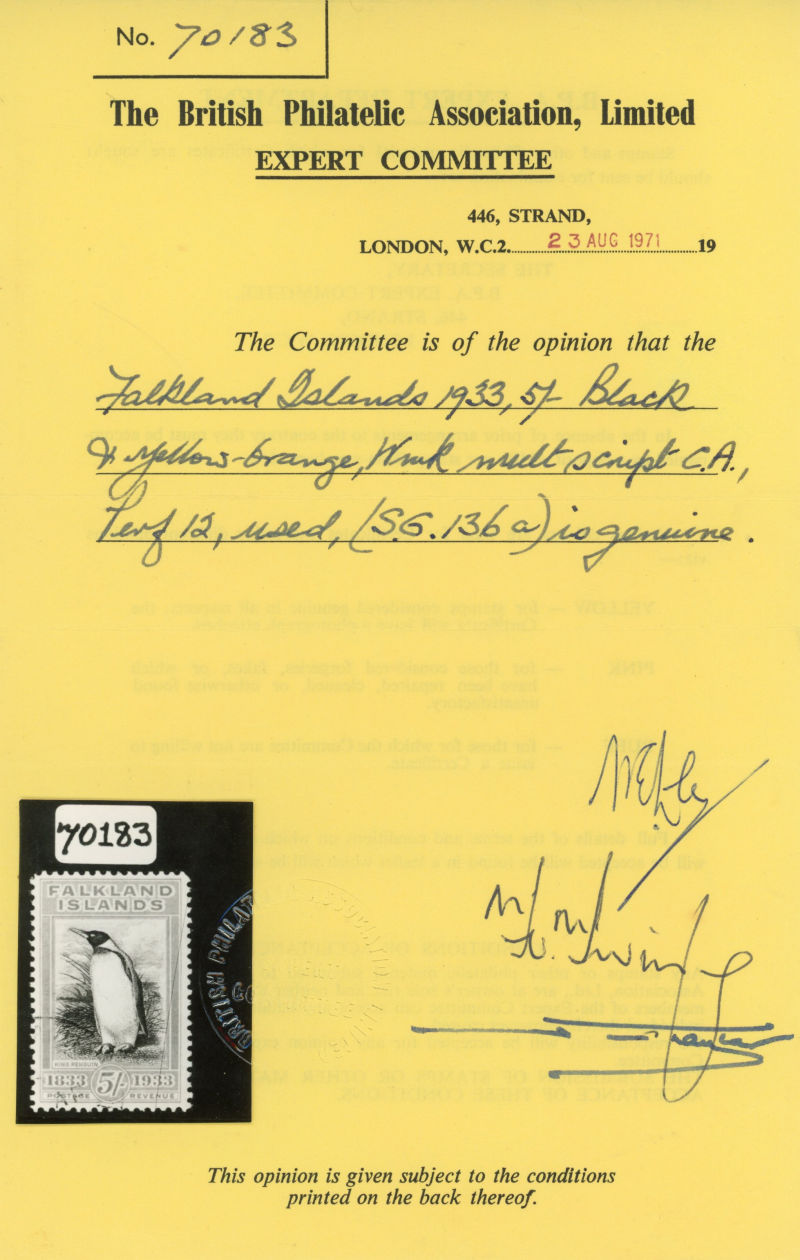 No. 70183
The British Philatelic Association, Limited
EXPERT COMMITTEE
446, STRAND,
LONDON, W.C.2. 23 AUG 1971 19
The Committee is of the opinion that the
Falkland Islands 1933, 5/- Black
& Yellow-Orange, Wmk mult script C.A.,
Perf 12, used, (S.G. 136a) is genuine.
70183
FALKLAND
ISLANDS
KING PENGUIN
1833 5/- 1933
POSTAGE REVENUE
BRITISH PHILAT
This opinion is given subject to the conditions
printed on the back thereof.